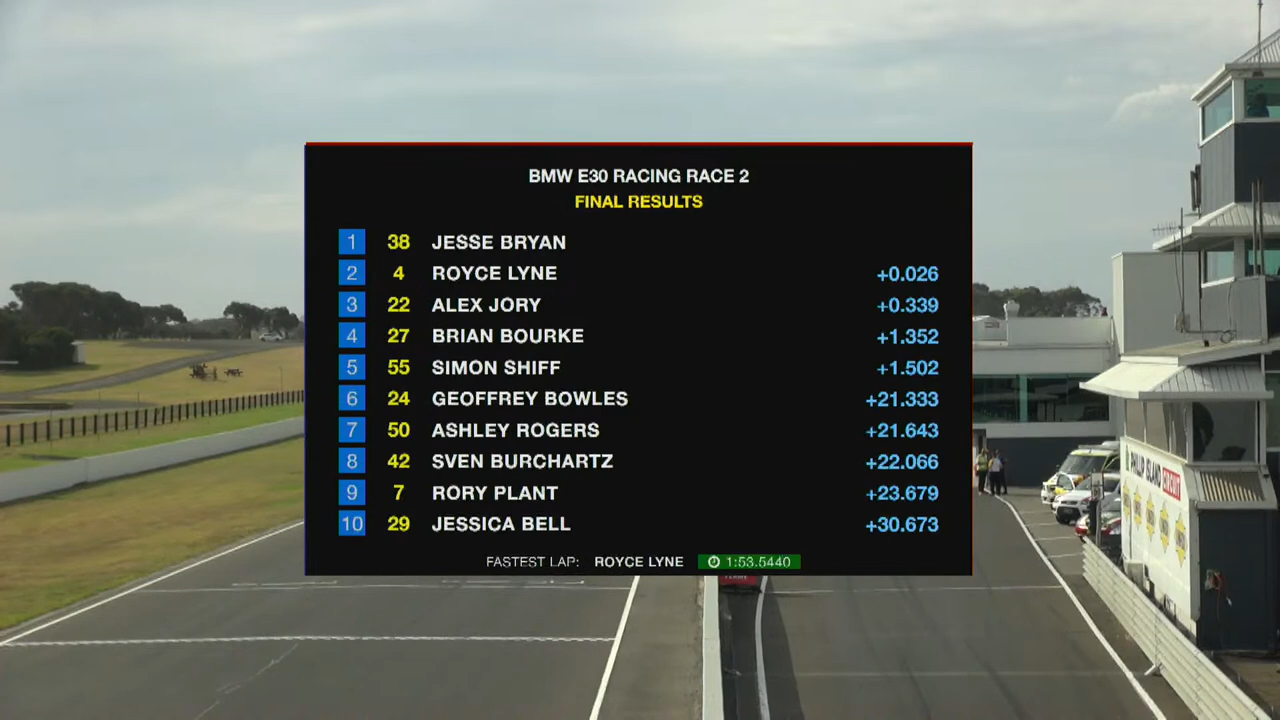 BMW E30 RACING RACE 2
FINAL RESULTS
1 38 JESSE BRYAN
2 4 ROYCE LYNE +0.026
3 22 ALEX JORY +0.339
4 27 BRIAN BOURKE +1.352
5 55 SIMON SHIFF +1.502
6 24 GEOFFREY BOWLES +21.333
7 50 ASHLEY ROGERS +21.643
8 42 SVEN BURCHARTZ +22.066
9 7 RORY PLANT +23.679
10 29 JESSICA BELL +30.673
FASTEST LAP: ROYCE LYNE 1:53.5440
PHILLIP ISLAND CIRCUIT